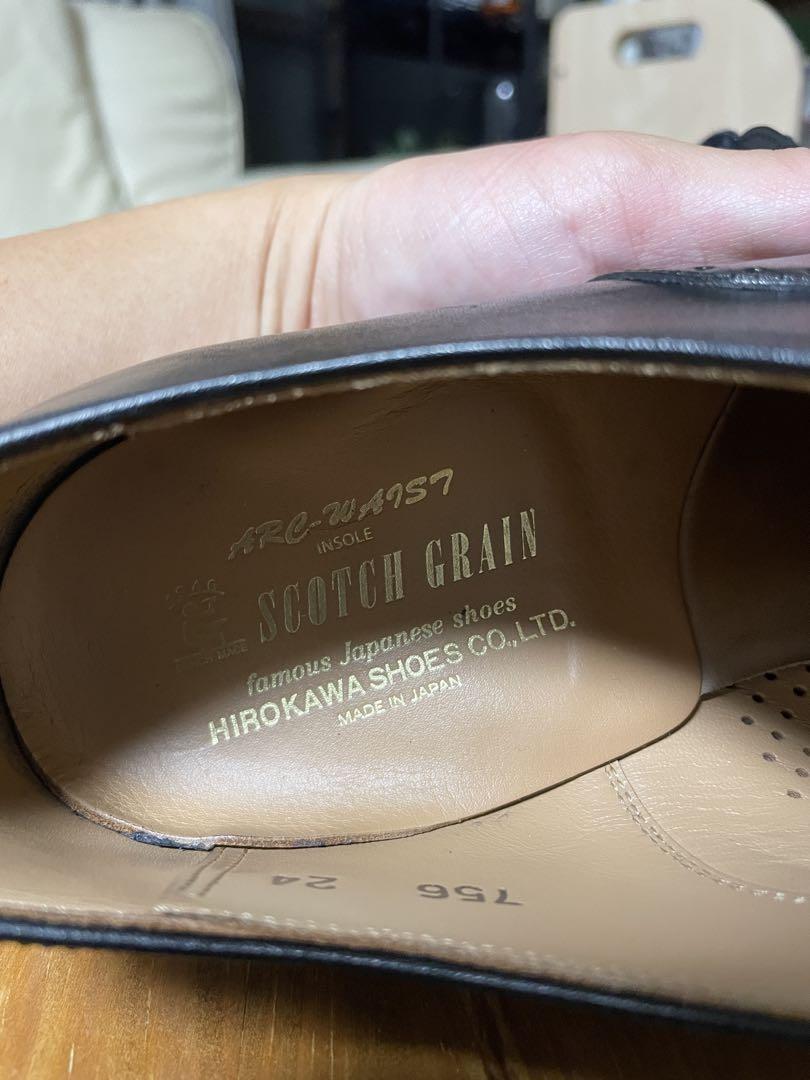 ARC-WAIST
INSOLE
SCOTCH GRAIN
famous Japanese shoes
HIROKAWA SHOES CO.,LTD.
MADE IN JAPAN
756 24